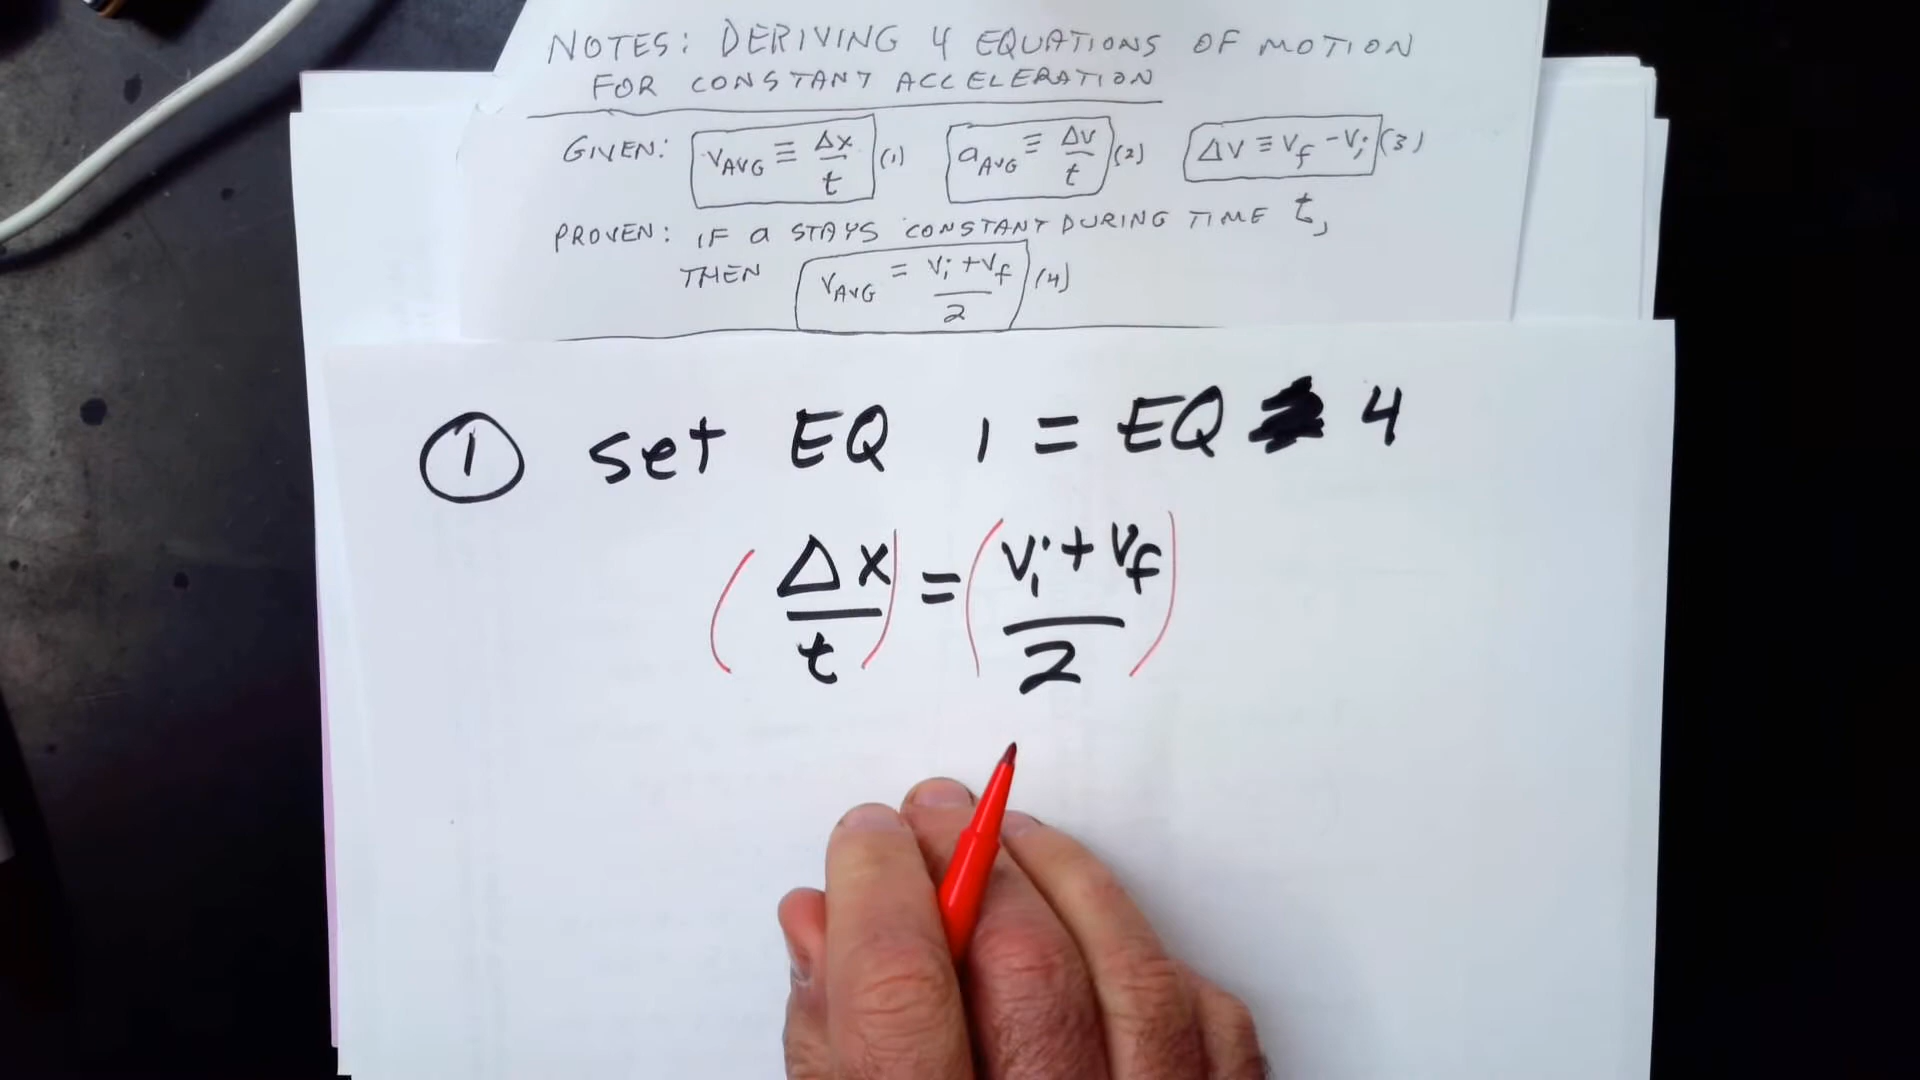 NOTES: DERIVING 4 EQUATIONS OF MOTION
FOR CONSTANT ACCELERATION
GIVEN: v_AVG ≡ Δx/t (1) a_AVG ≡ Δv/t (2) Δv ≡ v_f - v_i (3)
PROVEN: IF a STAYS CONSTANT DURING TIME t,
THEN v_AVG = v_i + v_f / 2 (4)
① set EQ 1 = EQ 4
(Δx/t) = (v_i + v_f / 2)